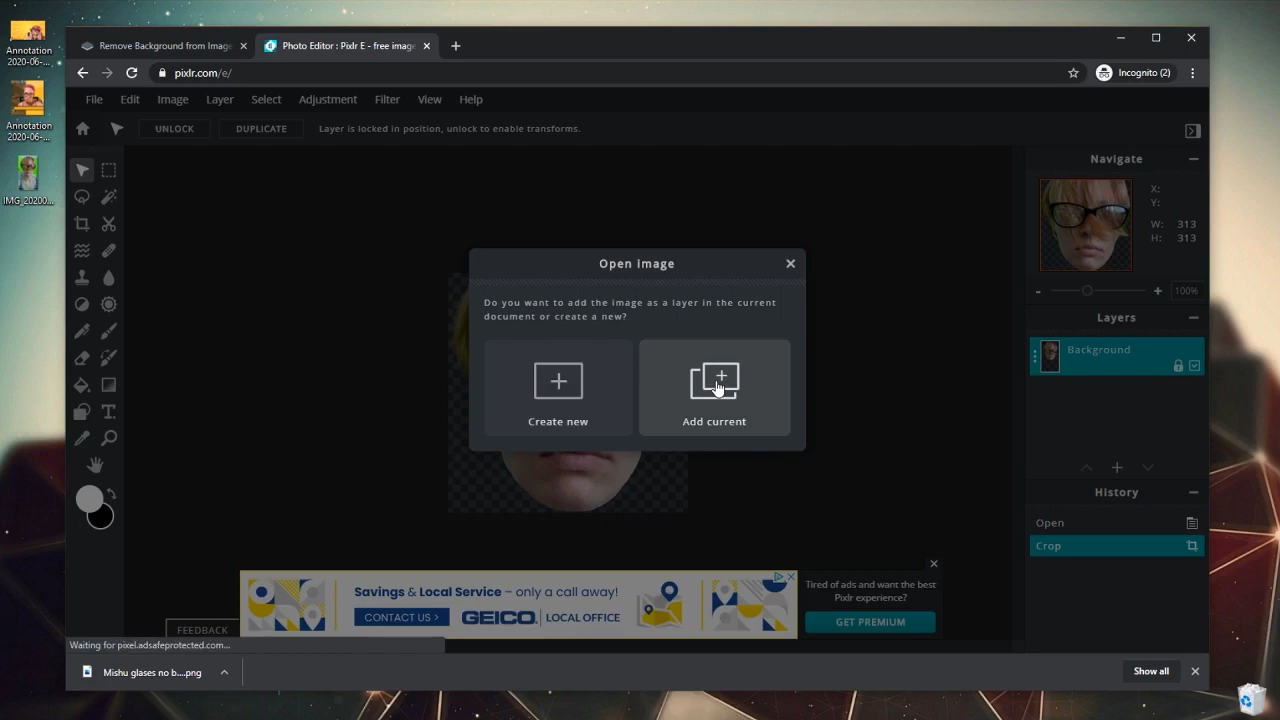 Annotation
2020-06-...
Annotation
2020-06-...
IMG_20200...
Remove Background from Image
Photo Editor : Pixlr E - free image
pixlr.com/e/
Incognito (2)
File Edit Image Layer Select Adjustment Filter View Help
UNLOCK
DUPLICATE
Layer is locked in position, unlock to enable transforms.
Navigate
X:
Y:
W: 313
H: 313
100%
Layers
Background
History
Open
Crop
Open image
Do you want to add the image as a layer in the current
document or create a new?
Create new
Add current
Savings & Local Service – only a call away!
CONTACT US >
GEICO. LOCAL OFFICE
Tired of ads and want the best
Pixlr experience?
GET PREMIUM
FEEDBACK
Waiting for pixel.adsafeprotected.com...
Mishu glases no b....png
Show all